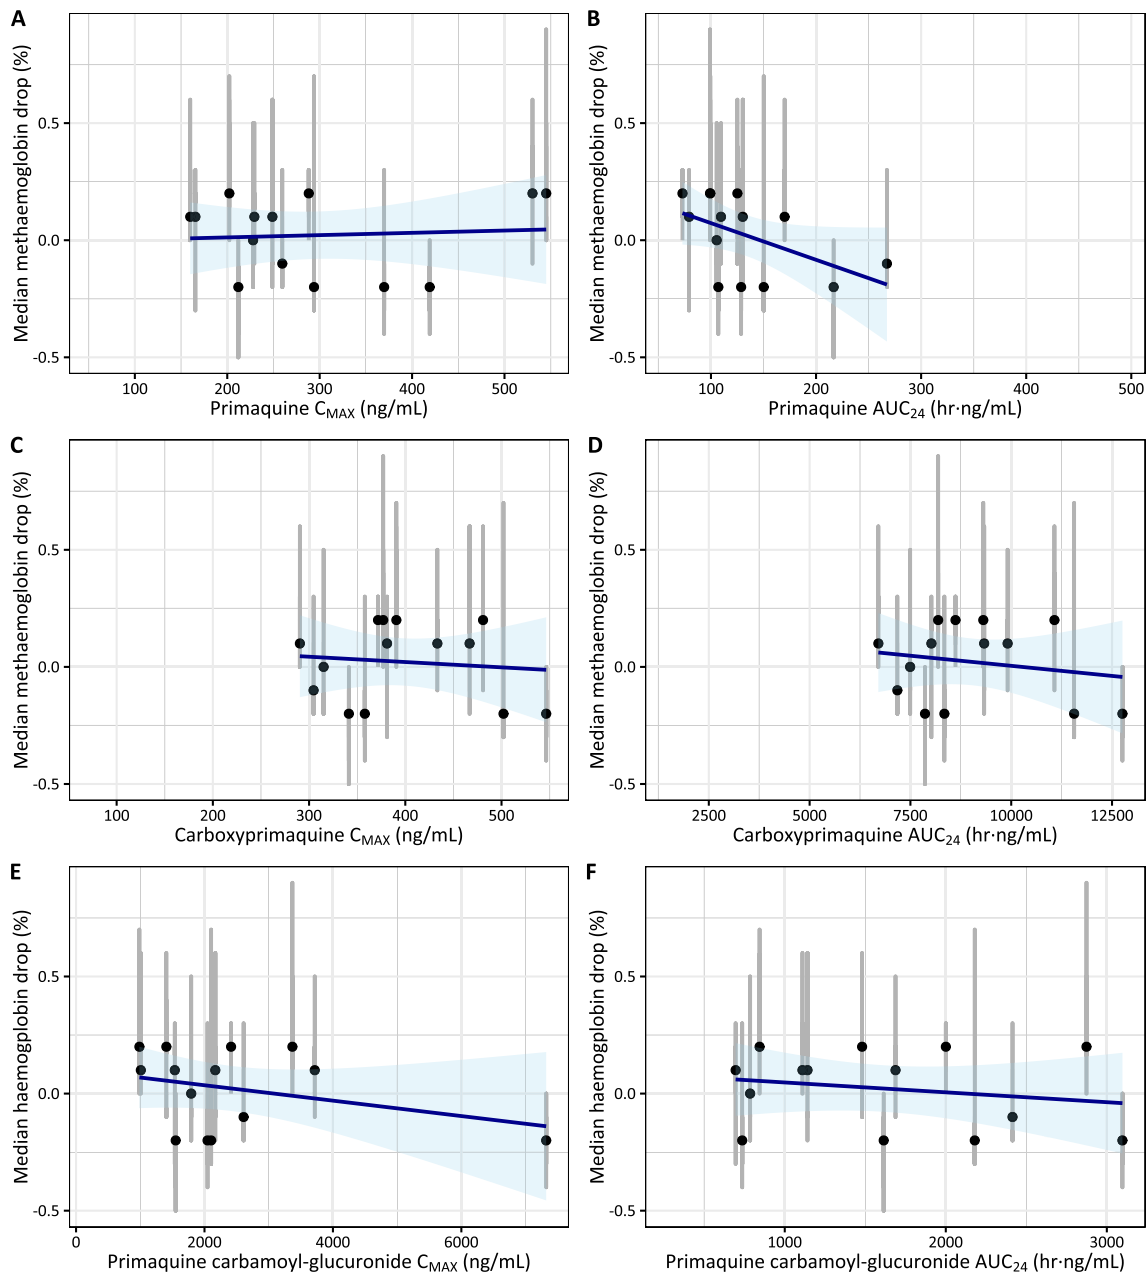 A
B
Median methaemoglobin drop (%)
0.5
0.0
-0.5
100 200 300 400 500
Primaquine CMAX (ng/mL)
Median methaemoglobin drop (%)
0.5
0.0
-0.5
100 200 300 400 500
Primaquine AUC24 (hr·ng/mL)
C
D
Median methaemoglobin drop (%)
0.5
0.0
-0.5
100 200 300 400 500
Carboxyprimaquine CMAX (ng/mL)
Median methaemoglobin drop (%)
0.5
0.0
-0.5
2500 5000 7500 10000 12500
Carboxyprimaquine AUC24 (hr·ng/mL)
E
F
Median haemogplobin drop (%)
0.5
0.0
-0.5
0 2000 4000 6000
Primaquine carbamoyl-glucuronide CMAX (ng/mL)
Median haemogplobin drop (%)
0.5
0.0
-0.5
1000 2000 3000
Primaquine carbamoyl-glucuronide AUC24 (hr·ng/mL)